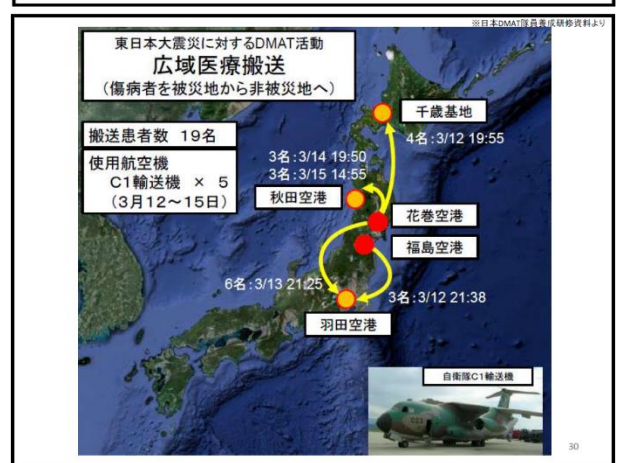 ※日本DMAT隊員養成研修資料より
東日本大震災に対するDMAT活動
広域医療搬送
(傷病者を被災地から非被災地へ)
千歳基地
搬送患者数 19名
4名:3/12 19:55
使用航空機
C1輸送機 × 5
(3月12～15日)
3名:3/14 19:50
3名:3/15 14:55
秋田空港
花巻空港
福島空港
6名:3/13 21:25
3名:3/12 21:38
羽田空港
自衛隊C1輸送機
30